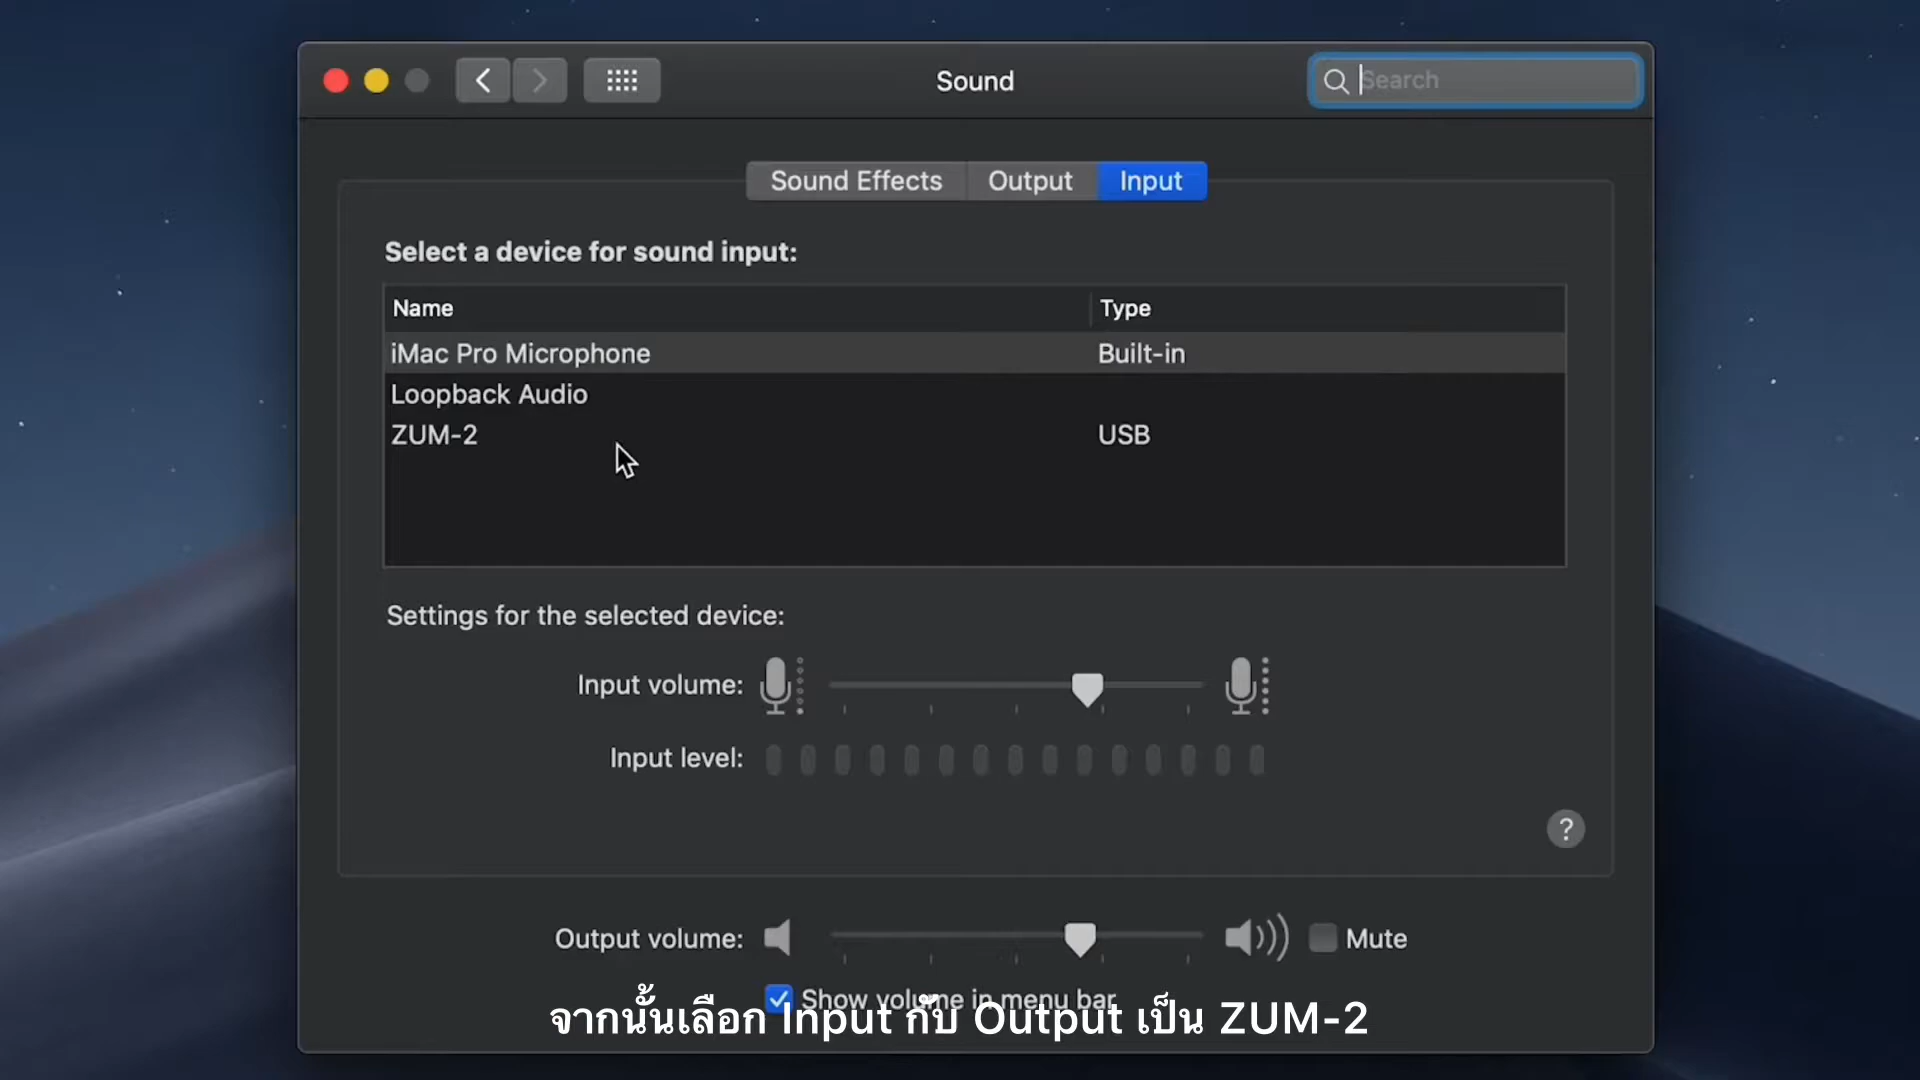 Sound
Search
Sound Effects
Output
Input
Select a device for sound input:
Name
Type
iMac Pro Microphone
Built-in
Loopback Audio
ZUM-2
USB
Settings for the selected device:
Input volume:
Input level:
?
Output volume:
Mute
Show volume in menu bar
จากนั้นเลือก Input กับ Output เป็น ZUM-2